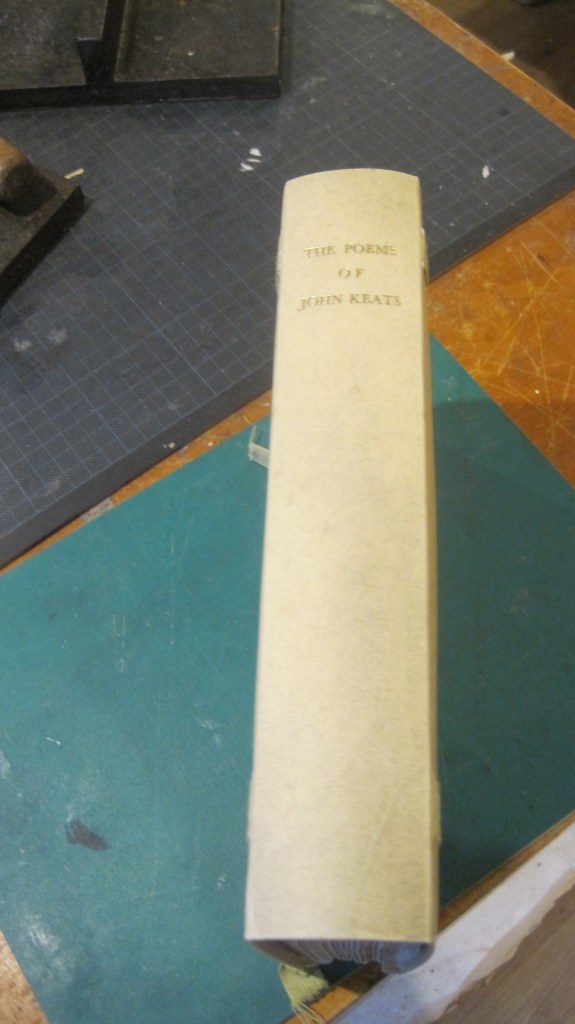 THE POEMS
OF
JOHN KEATS